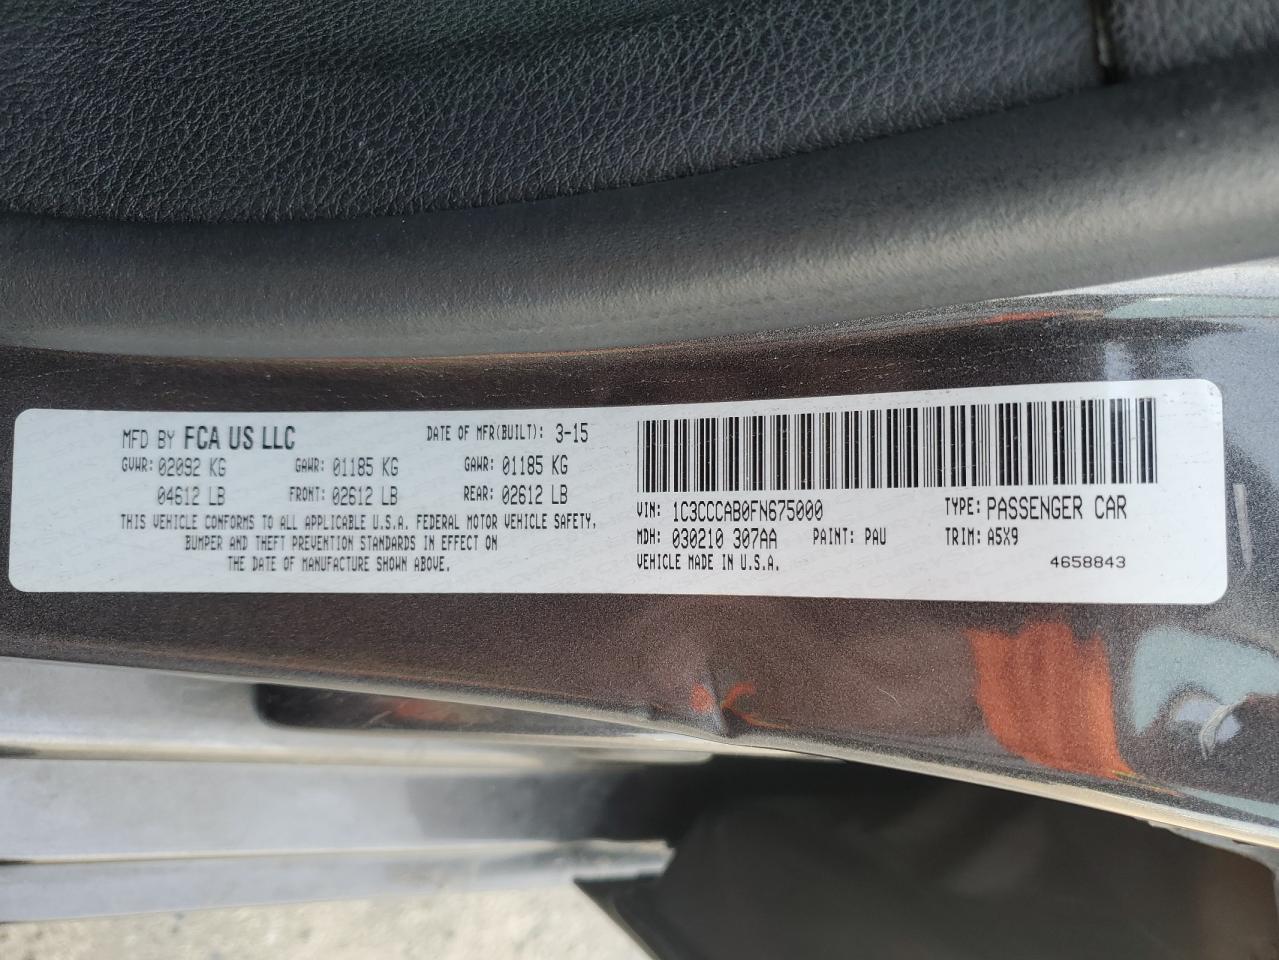 MFD BY FCA US LLC DATE OF MFR(BUILT): 3-15
GVWR: 02092 KG GAWR: 01185 KG GAWR: 01185 KG
04612 LB FRONT: 02612 LB REAR: 02612 LB
THIS VEHICLE CONFORMS TO ALL APPLICABLE U.S.A. FEDERAL MOTOR VEHICLE SAFETY,
BUMPER AND THEFT PREVENTION STANDARDS IN EFFECT ON
THE DATE OF MANUFACTURE SHOWN ABOVE.
VIN: 1C3CCCAB0FN675000 TYPE: PASSENGER CAR
MDH: 030210 307AA PAINT: PAU TRIM: A5X9
VEHICLE MADE IN U.S.A. 4658843